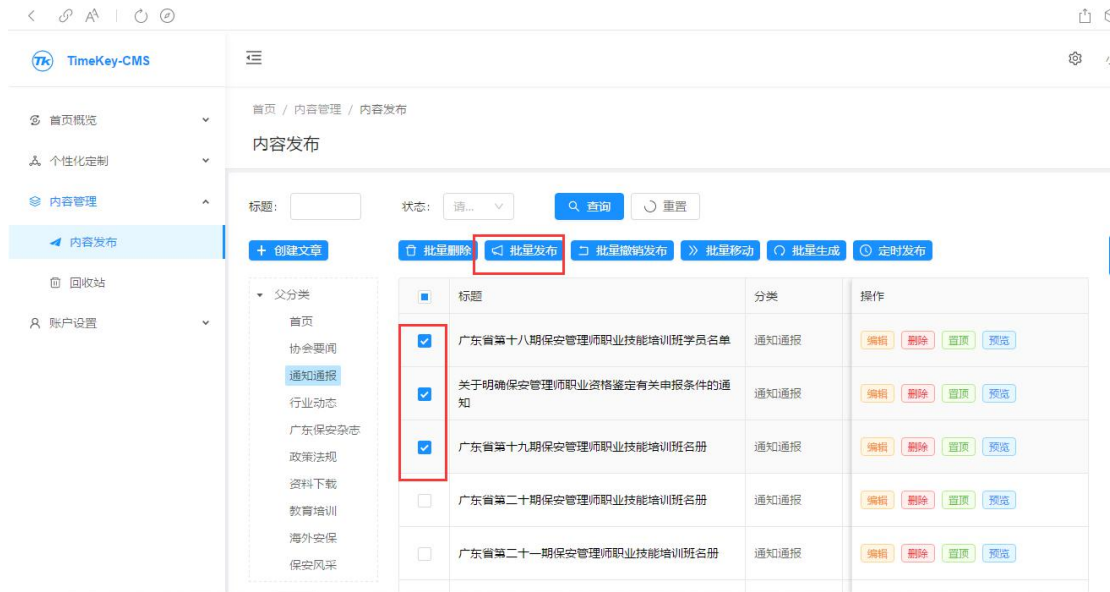 TimeKey-CMS
首页概览
个性化定制
内容管理
内容发布
回收站
账户设置
首页 / 内容管理 / 内容发布
内容发布
标题:
状态: 请...
查询
重置
+ 创建文章
批量删除
批量发布
批量撤销发布
批量移动
批量生成
定时发布
父分类
首页
协会要闻
通知通报
行业动态
广东保安杂志
政策法规
资料下载
教育培训
海外安保
保安风采
标题 分类 操作
广东省第十八期保安管理师职业技能培训班学员名单 通知通报 编辑 删除 置顶 预览
关于明确保安管理师职业资格鉴定有关申报条件的通
知 通知通报 编辑 删除 置顶 预览
广东省第十九期保安管理师职业技能培训班名册 通知通报 编辑 删除 置顶 预览
广东省第二十期保安管理师职业技能培训班名册 通知通报 编辑 删除 置顶 预览
广东省第二十一期保安管理师职业技能培训班名册 通知通报 编辑 删除 置顶 预览